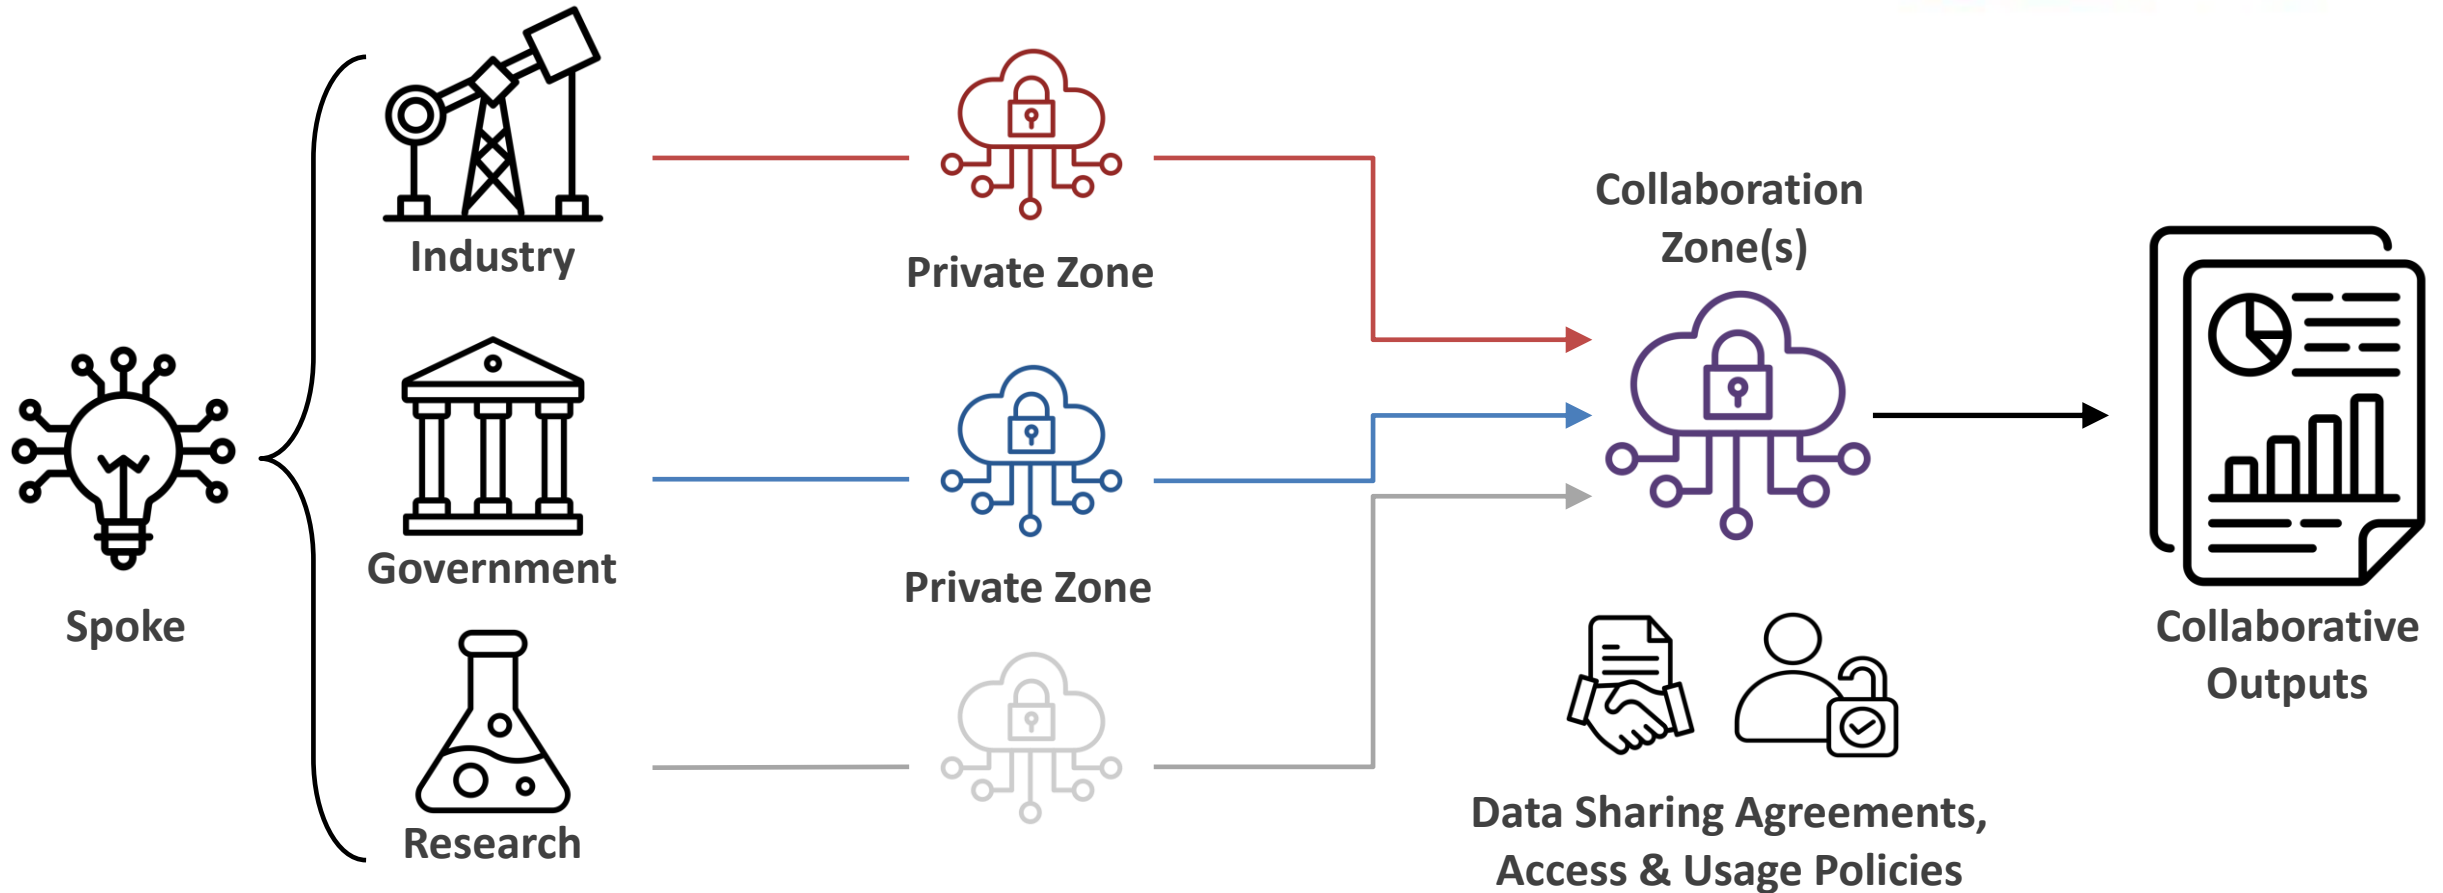 Spoke
Industry
Government
Research
Private Zone
Private Zone
Collaboration
Zone(s)
Data Sharing Agreements,
Access & Usage Policies
Collaborative
Outputs